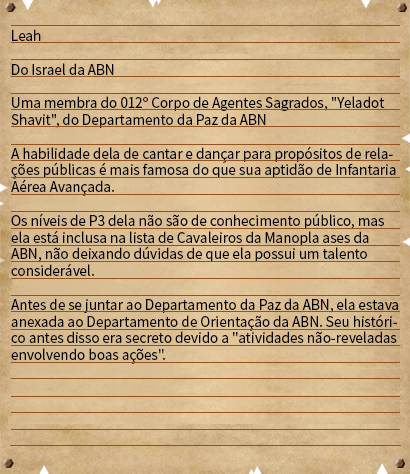 Leah
Do Israel da ABN
Uma membra do 012º Corpo de Agentes Sagrados, "Yeladot
Shavit", do Departamento da Paz da ABN
A habilidade dela de cantar e dançar para propósitos de rela-
ções públicas é mais famosa do que sua aptidão de Infantaria
Aérea Avançada.
Os níveis de P3 dela não são de conhecimento público, mas
ela está inclusa na lista de Cavaleiros da Manopla ases da
ABN, não deixando dúvidas de que ela possui um talento
considerável.
Antes de se juntar ao Departamento da Paz da ABN, ela estava
anexada ao Departamento de Orientação da ABN. Seu históri-
co antes disso era secreto devido a "atividades não-reveladas
envolvendo boas ações".